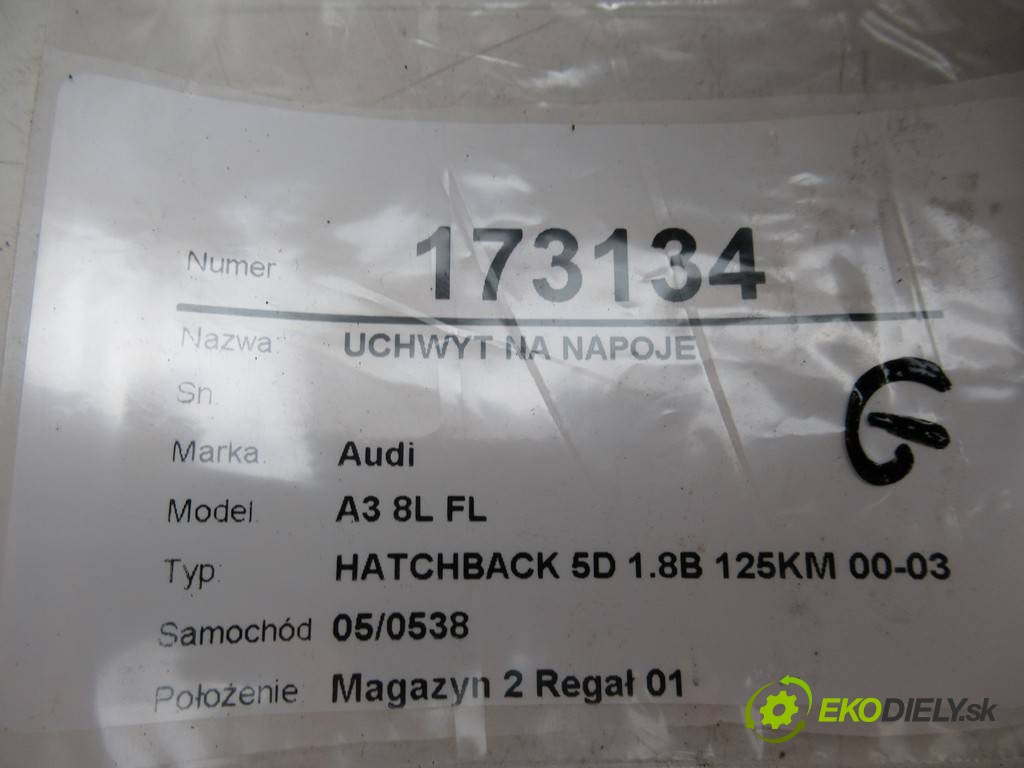 Numer 173134
Nazwa UCHWYT NA NAPOJE
Sn.
Marka. Audi
Model. A3 8L FL
Typ: HATCHBACK 5D 1.8B 125KM 00-03
Samochód 05/0538
Położenie Magazyn 2 Regał 01
G
EKODIELY.sk